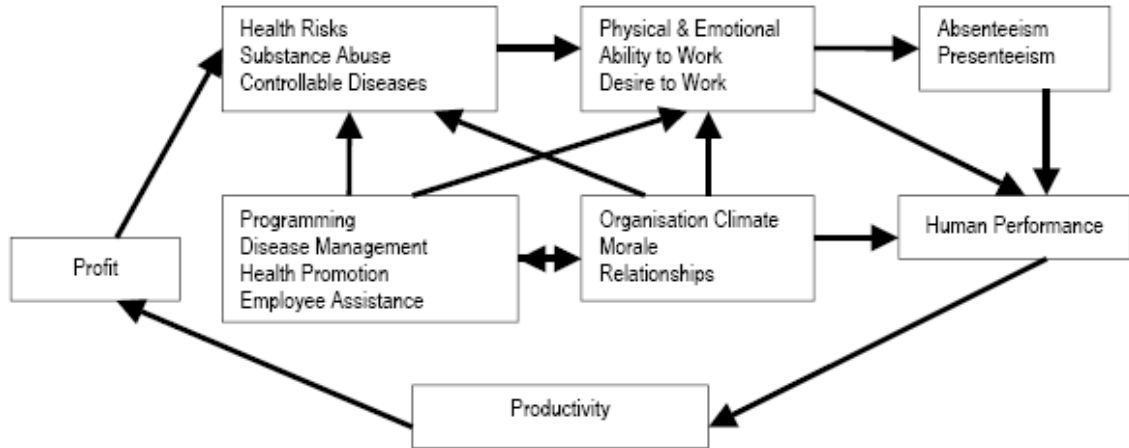 Health Risks
Substance Abuse
Controllable Diseases
Physical & Emotional
Ability to Work
Desire to Work
Absenteeism
Presenteeism
Profit
Programming
Disease Management
Health Promotion
Employee Assistance
Organisation Climate
Morale
Relationships
Human Performance
Productivity